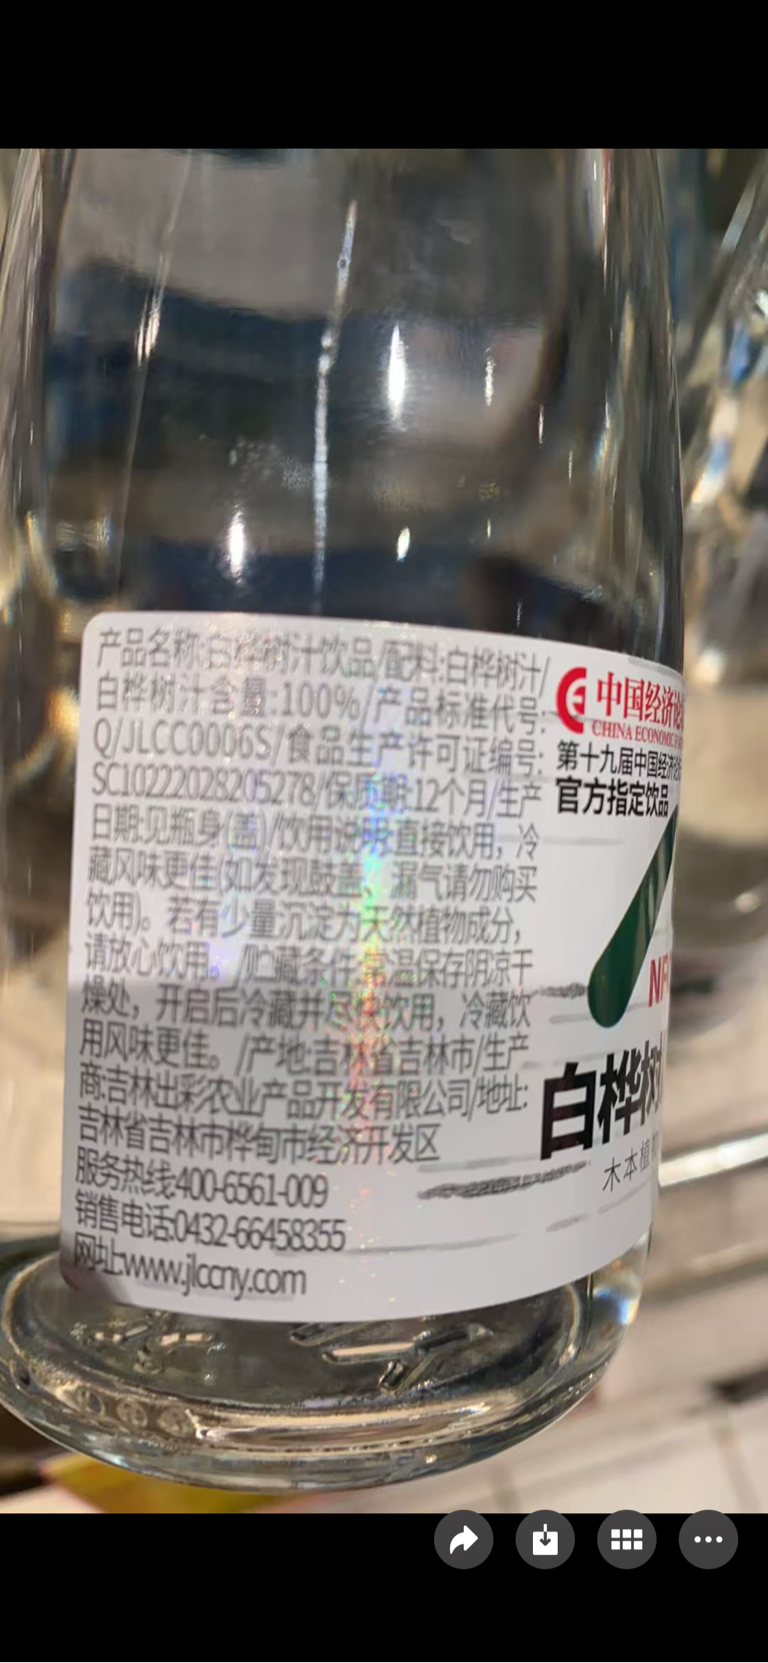 产品名称:白桦树汁饮品/配料:白桦树汁/
白桦树汁含量:100%/产品标准代号:
Q/JLCC0006S/食品生产许可证编号:
SC10222028205278/保质期:12个月/生产
日期:见瓶身(盖)/饮用说明:直接饮用，冷
藏风味更佳(如发现鼓盖、漏气请勿购买
饮用)。若有少量沉淀为天然植物成分，
请放心饮用。/贮藏条件:常温保存阴凉干
燥处，开启后冷藏并尽快饮用，冷藏饮
用风味更佳。/产地:吉林省吉林市/生产
商:吉林出彩农业产品开发有限公司/地址:
吉林省吉林市桦甸市经济开发区
服务热线:400-6561-009
销售电话:0432-66458355
网址:www.jlccny.com
中国经济论
CHINA ECONOMIC
第十九届中国经济论
官方指定饮品
NF
白桦树
木本植